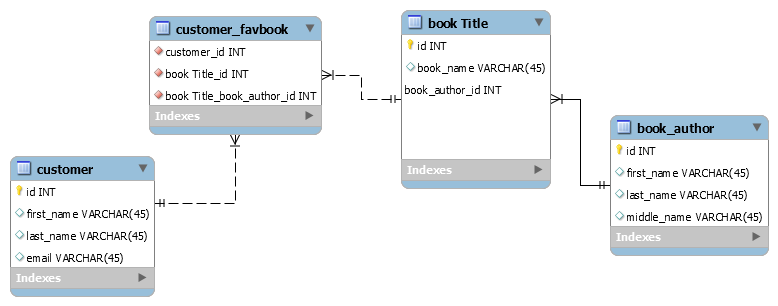 customer_favbook
customer_id INT
book Title_id INT
book Title_book_author_id INT
Indexes
book Title
id INT
book_name VARCHAR(45)
book_author_id INT
Indexes
book_author
id INT
first_name VARCHAR(45)
last_name VARCHAR(45)
middle_name VARCHAR(45)
Indexes
customer
id INT
first_name VARCHAR(45)
last_name VARCHAR(45)
email VARCHAR(45)
Indexes